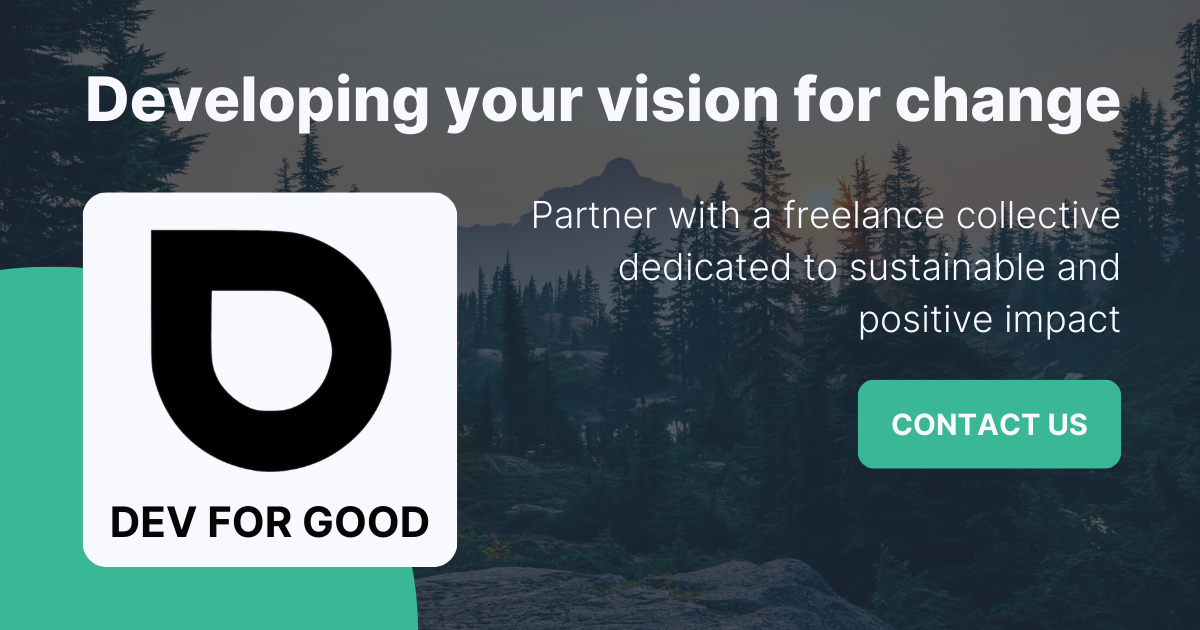 Developing your vision for change
Partner with a freelance collective
dedicated to sustainable and
positive impact
CONTACT US
DEV FOR GOOD